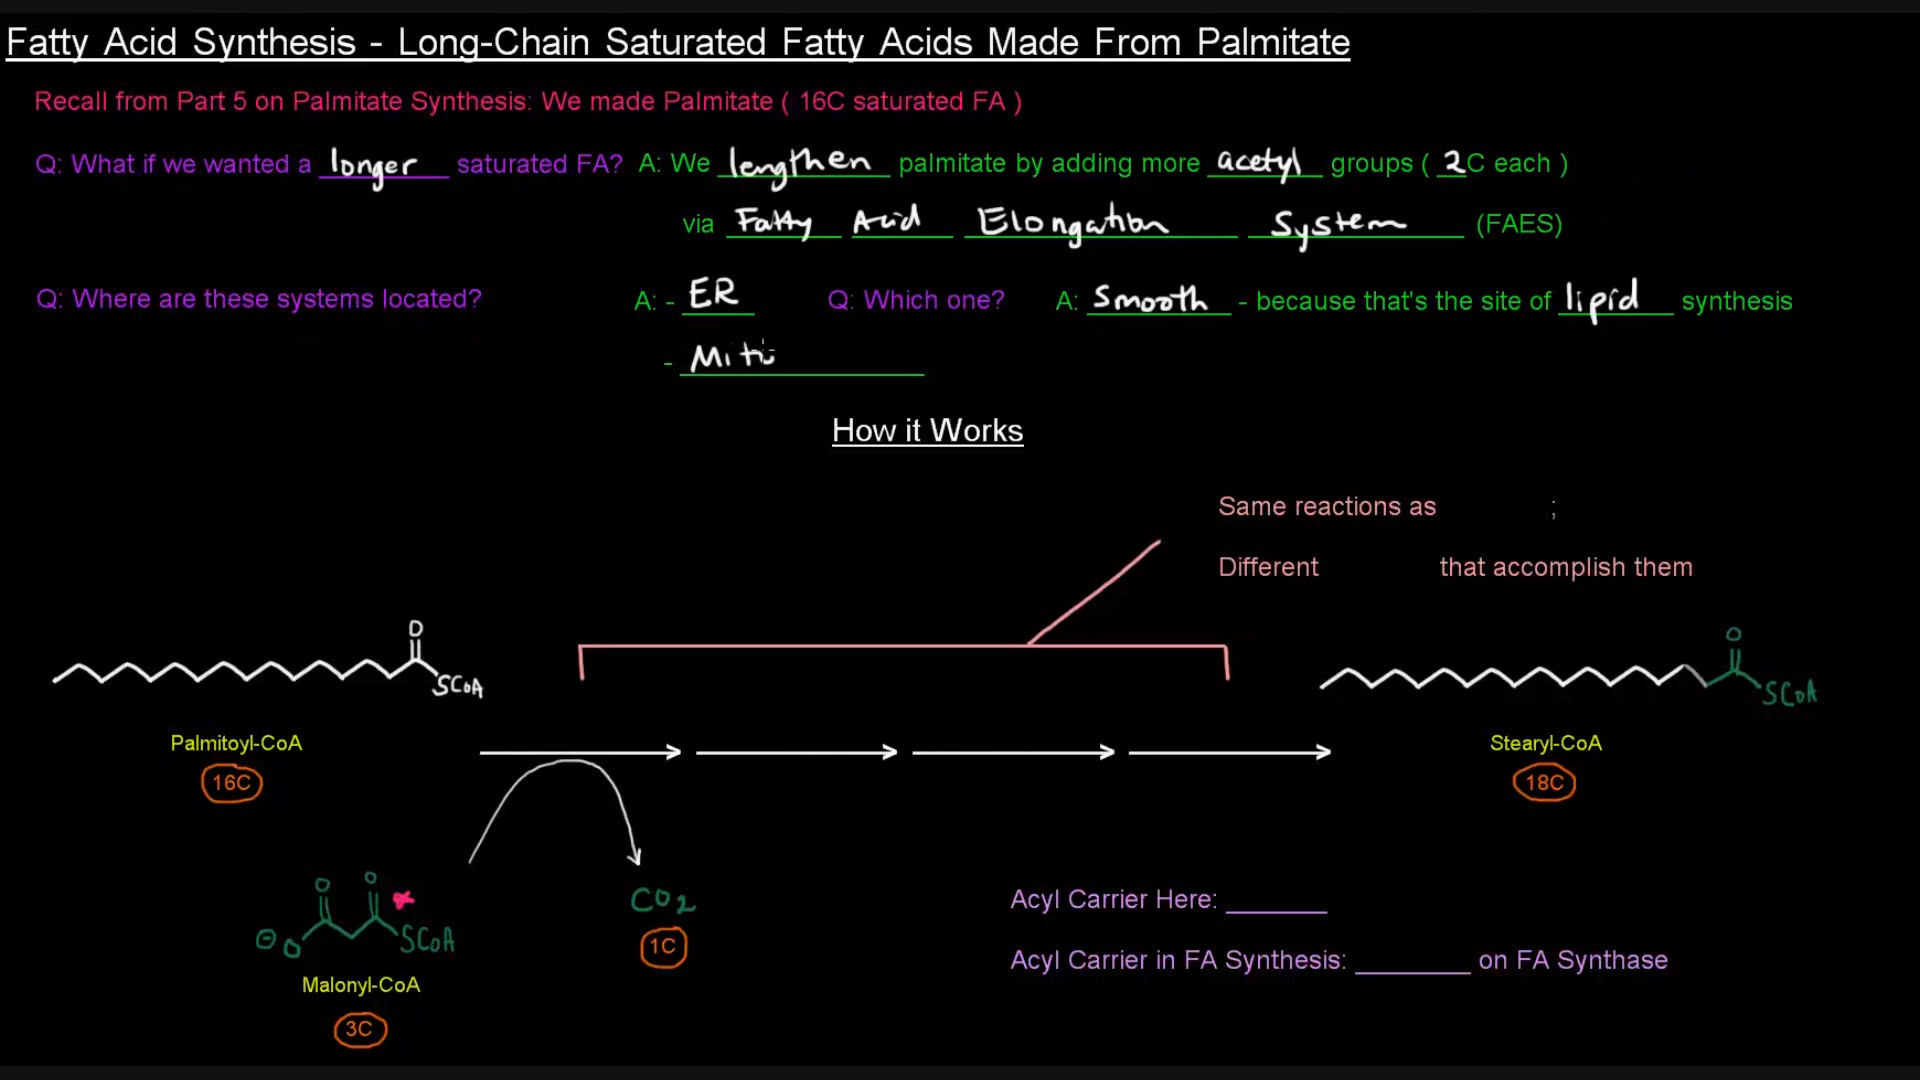 Fatty Acid Synthesis - Long-Chain Saturated Fatty Acids Made From Palmitate
Recall from Part 5 on Palmitate Synthesis: We made Palmitate ( 16C saturated FA )
Q: What if we wanted a longer saturated FA? A: We lengthen palmitate by adding more acetyl groups ( 2C each )
via Fatty Acid Elongation System (FAES)
Q: Where are these systems located? A: - ER Q: Which one? A: Smooth - because that's the site of lipid synthesis
- Mito
How it Works
Same reactions as ;
Different that accomplish them
O
SCoA
O
SCoA
Palmitoyl-CoA
16C
Stearyl-CoA
18C
O O
⊖ O SCoA
Malonyl-CoA
3C
CO2
1C
Acyl Carrier Here:
Acyl Carrier in FA Synthesis: on FA Synthase